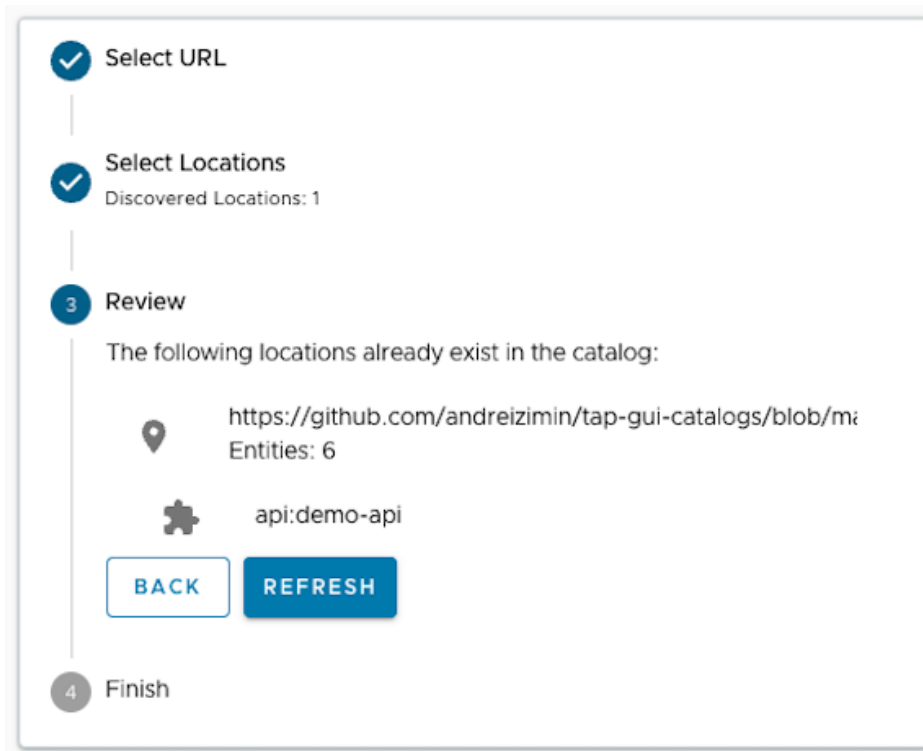 Select URL
Select Locations
Discovered Locations: 1
3
Review
The following locations already exist in the catalog:
https://github.com/andreizimin/tap-gui-catalogs/blob/ma
Entities: 6
api:demo-api
BACK
REFRESH
4
Finish